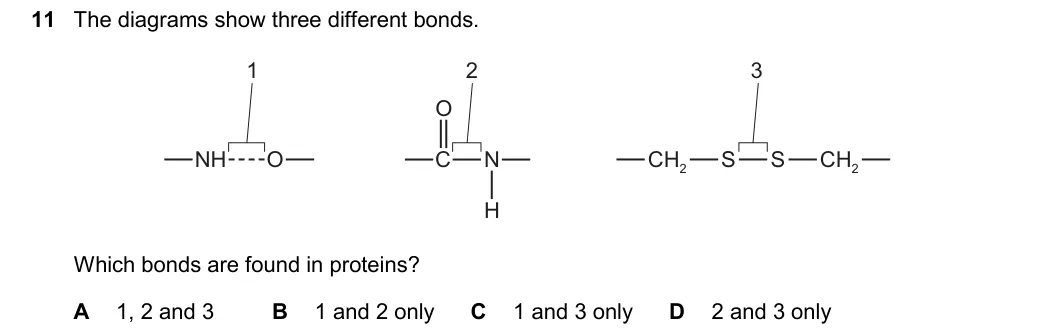 11 The diagrams show three different bonds.
1 2 3
O
—NH----O— —C—N— —CH₂—S—S—CH₂—
H
Which bonds are found in proteins?
A 1, 2 and 3 B 1 and 2 only C 1 and 3 only D 2 and 3 only